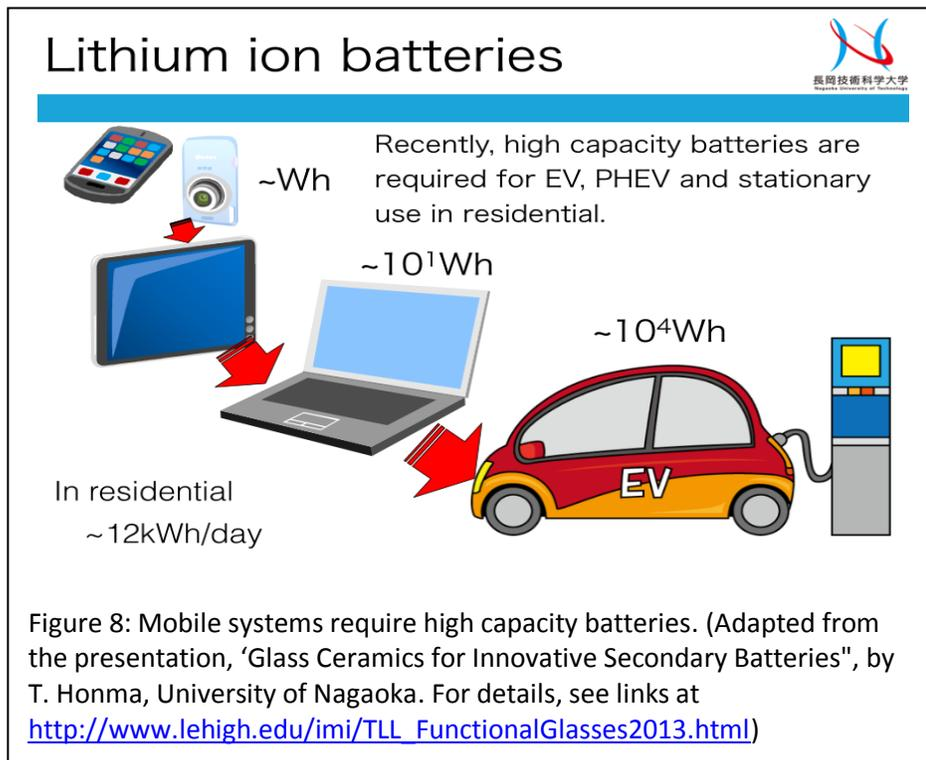 Lithium ion batteries
長岡技術科学大学
Nagaoka University of Technology
~Wh
Recently, high capacity batteries are
required for EV, PHEV and stationary
use in residential.
~10¹Wh
~10⁴Wh
EV
In residential
~12kWh/day
Figure 8: Mobile systems require high capacity batteries. (Adapted from
the presentation, ‘Glass Ceramics for Innovative Secondary Batteries", by
T. Honma, University of Nagaoka. For details, see links at
http://www.lehigh.edu/imi/TLL_FunctionalGlasses2013.html)